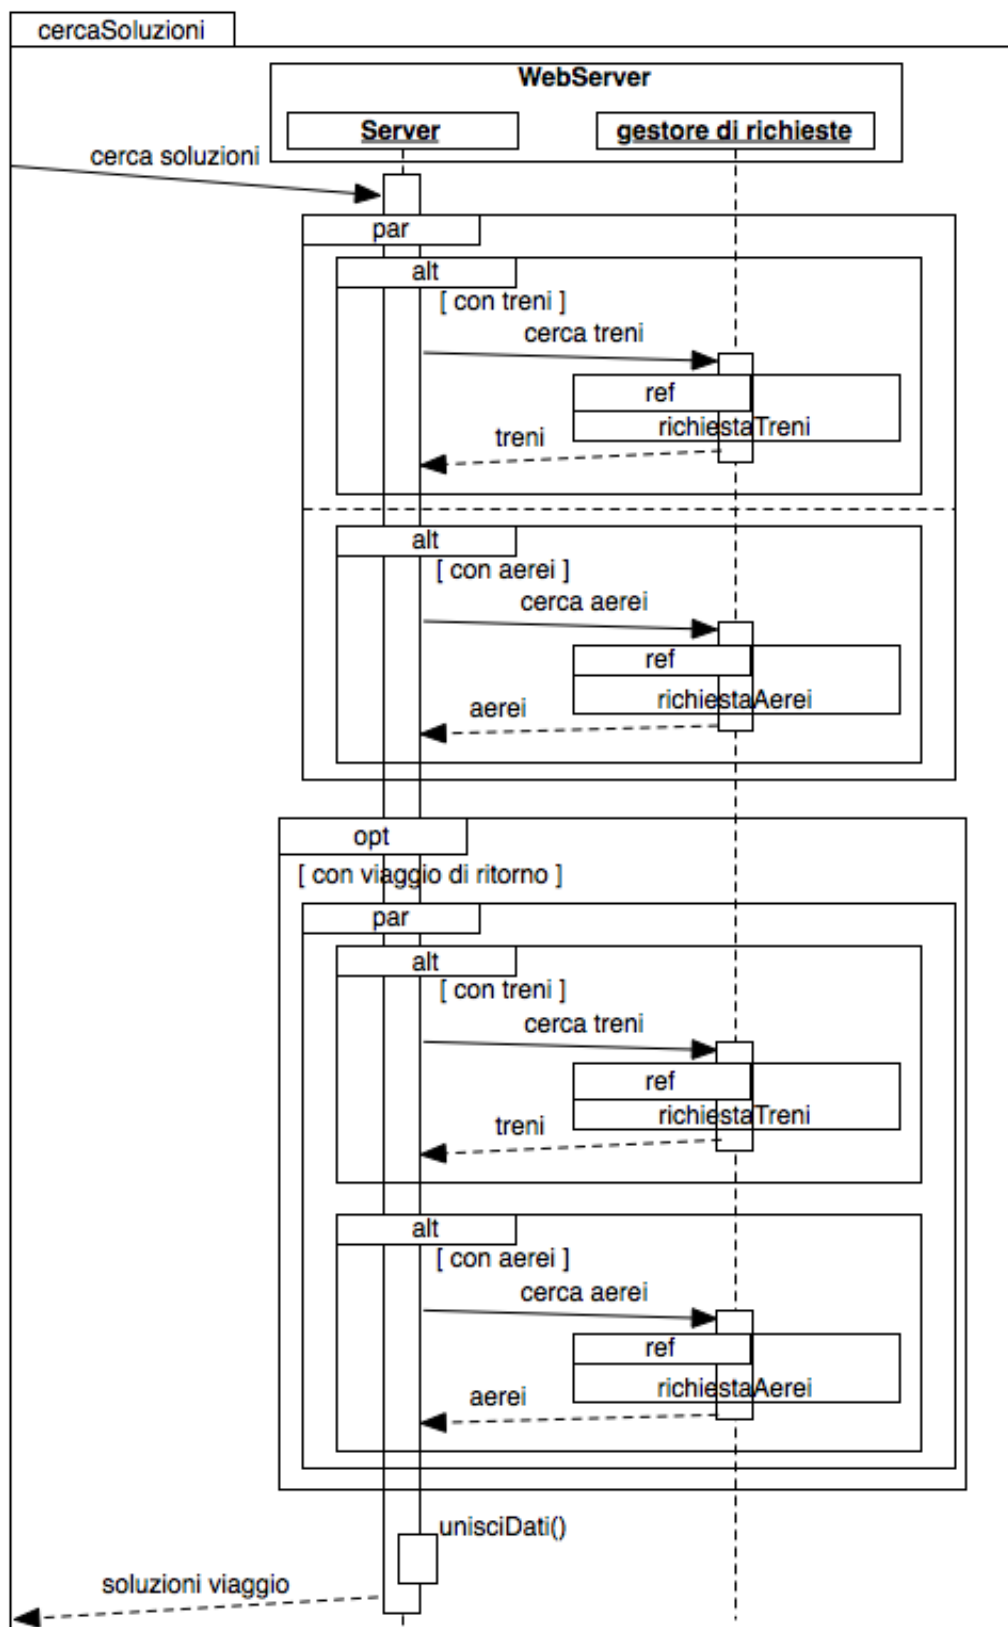 cercaSoluzioni
WebServer
Server
gestore di richieste
cerca soluzioni
par
alt
[ con treni ]
cerca treni
ref
richiestaTreni
treni
alt
[ con aerei ]
cerca aerei
ref
richiestaAerei
aerei
opt
[ con viaggio di ritorno ]
par
alt
[ con treni ]
cerca treni
ref
richiestaTreni
treni
alt
[ con aerei ]
cerca aerei
ref
richiestaAerei
aerei
unisciDati()
soluzioni viaggio